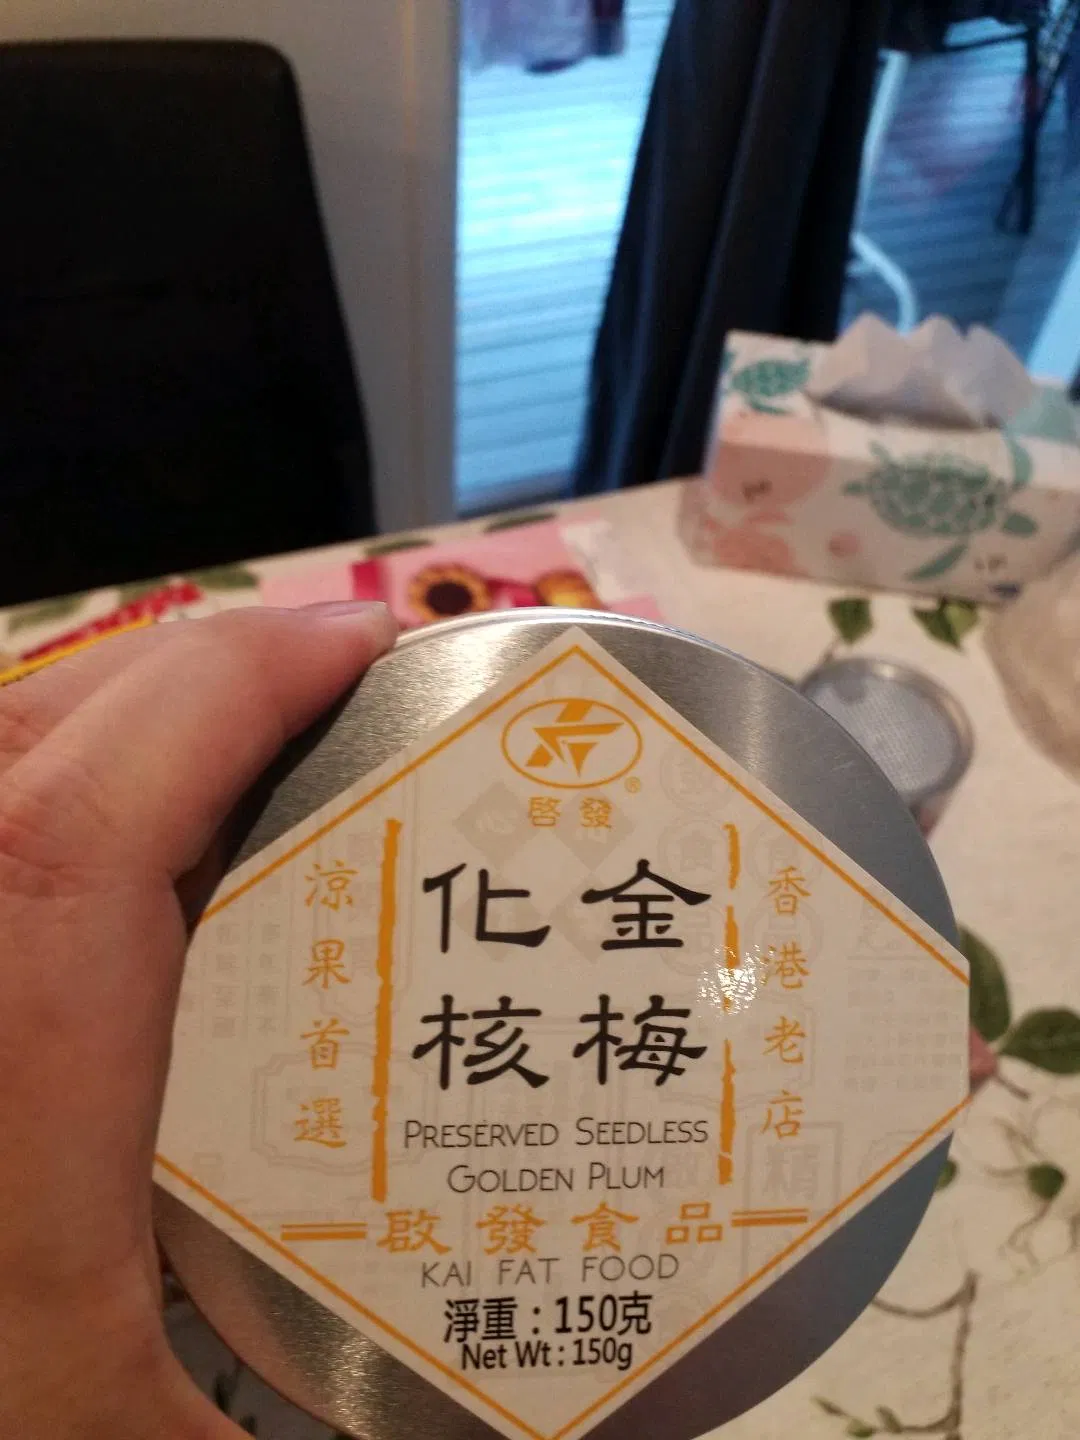 ®
啓發
香港老店
金梅
化核
涼果首選
PRESERVED SEEDLESS
GOLDEN PLUM
啟發食品
KAI FAT FOOD
淨重：150克
Net Wt : 150g